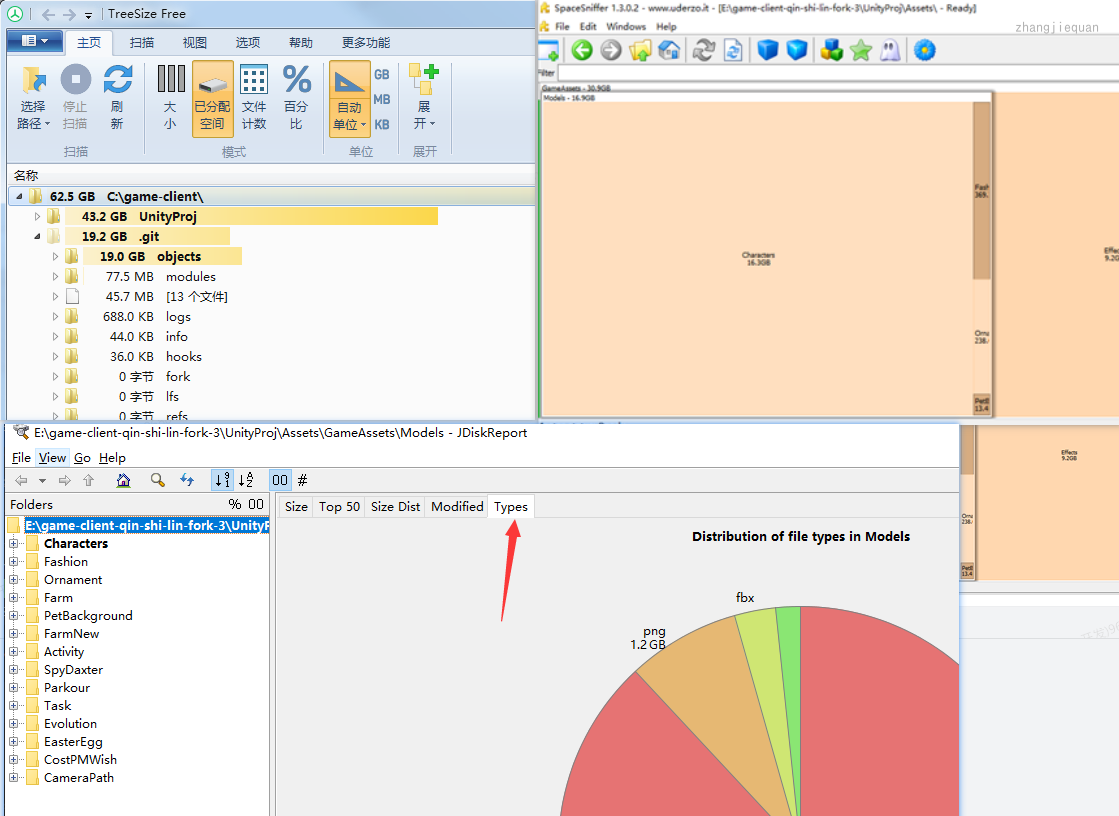 TreeSize Free
主页 扫描 视图 选项 帮助 更多功能
选择路径 停止扫描 刷新
扫描
大小 已分配空间 文件计数 百分比
模式
自动单位 GB MB KB
单位
展开
展开
名称
62.5 GB C:\game-client\
43.2 GB UnityProj
19.2 GB .git
19.0 GB objects
77.5 MB modules
45.7 MB [13 个文件]
688.0 KB logs
44.0 KB info
36.0 KB hooks
0 字节 fork
0 字节 lfs
0 字节 refs
SpaceSniffer 1.3.0.2 - www.uderzo.it - [E:\game-client-qin-shi-lin-fork-3\UnityProj\Assets\ - Ready]
File Edit Windows Help
zhangjiequan
Filter
GameAssets - 30.9GB
Models - 16.9GB
Characters
16.3GB
Fash
369.
Orna
238.
PetB
13.4
Effec
9.2G
E:\game-client-qin-shi-lin-fork-3\UnityProj\Assets\GameAssets\Models - JDiskReport
File View Go Help
Folders % 00
E:\game-client-qin-shi-lin-fork-3\UnityP
Characters
Fashion
Ornament
Farm
PetBackground
FarmNew
Activity
SpyDaxter
Parkour
Task
Evolution
EasterEgg
CostPMWish
CameraPath
Size Top 50 Size Dist Modified Types
Distribution of file types in Models
fbx
png
1.2 GB
Effects
9.2GB
Orna
238.
PetB
13.4